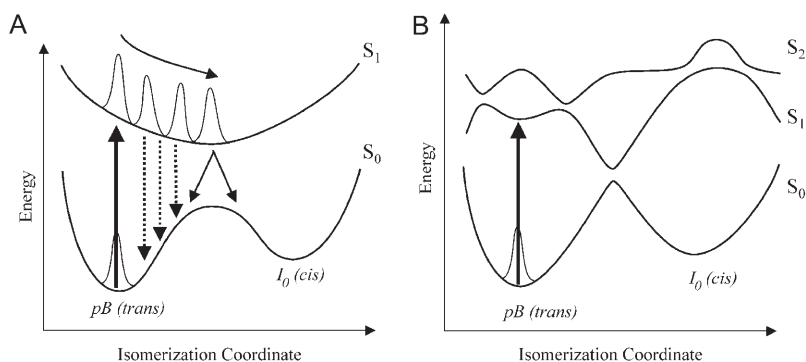 A
S1
S0
Energy
pB (trans)
I0 (cis)
Isomerization Coordinate
B
S2
S1
S0
Energy
pB (trans)
I0 (cis)
Isomerization Coordinate